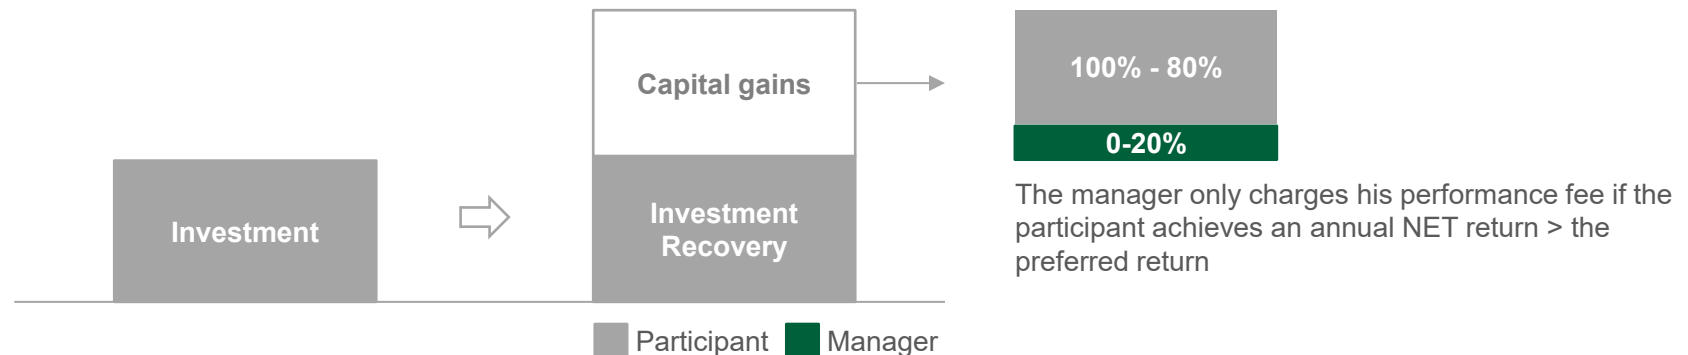 Investment
Capital gains
Investment
Recovery
100% - 80%
0-20%
The manager only charges his performance fee if the
participant achieves an annual NET return > the
preferred return
Participant
Manager